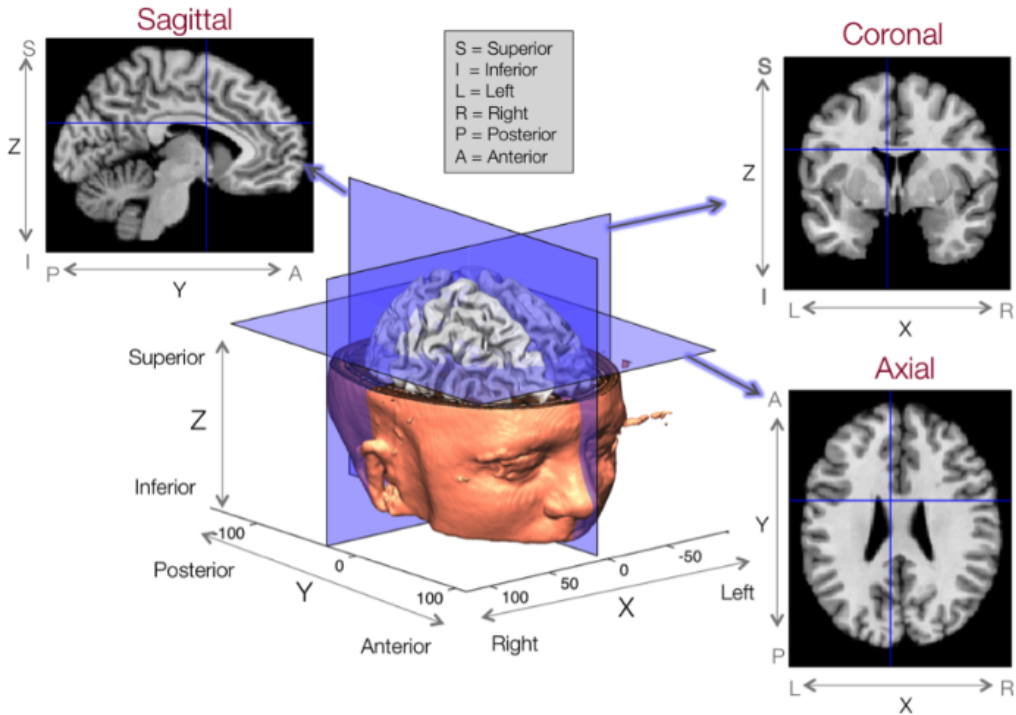 Sagittal
S
Z
I
P
A
Y
S = Superior
I = Inferior
L = Left
R = Right
P = Posterior
A = Anterior
Coronal
S
Z
I
L
R
X
Superior
Z
Inferior
-100
0
100
Posterior
Y
Anterior
100
50
0
-50
Right
X
Left
Axial
A
Y
P
L
R
X